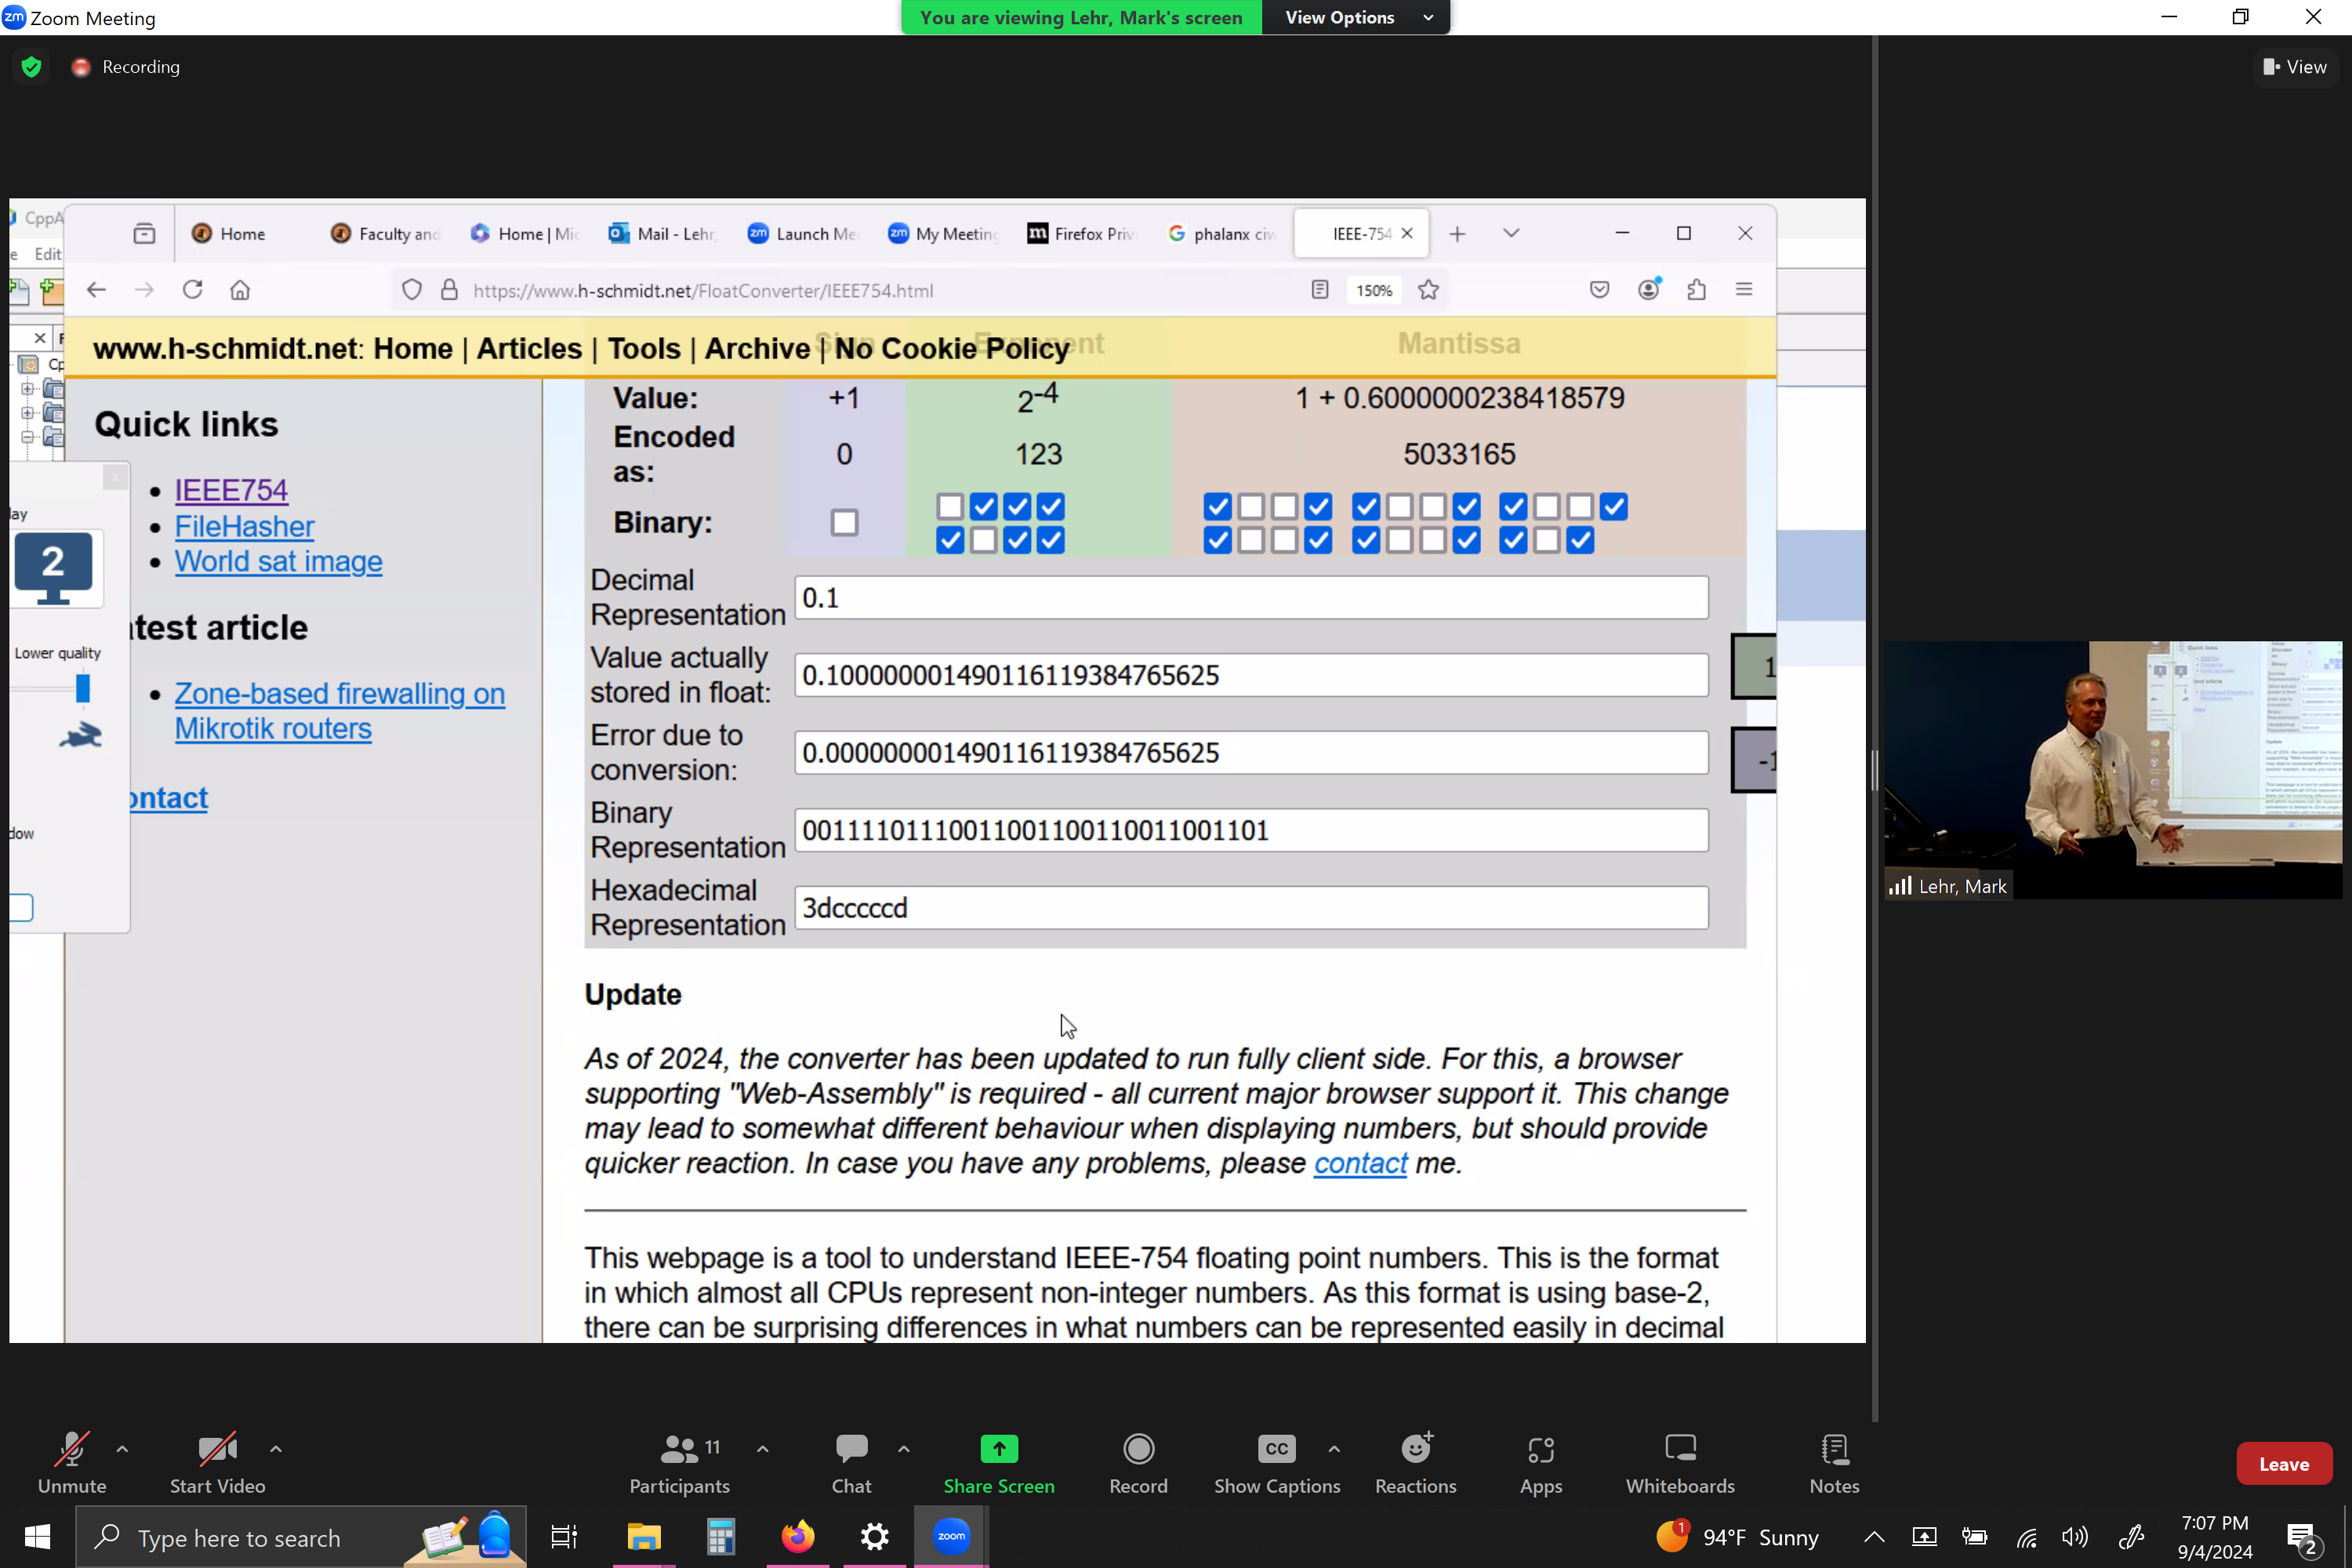 Zoom Meeting
You are viewing Lehr, Mark's screen View Options
Recording
View
CppA
Home Faculty and Home | Mic Mail - Lehr, Launch Me My Meeting Firefox Priv phalanx civ IEEE-754
e Edit
https://www.h-schmidt.net/FloatConverter/IEEE754.html 150%
www.h-schmidt.net: Home | Articles | Tools | Archive | No Cookie Policy
Sign Exponent Mantissa
Cp
Value: +1 2-4 1 + 0.6000000238418579
Quick links
Encoded
as: 0 123 5033165
IEEE754
FileHasher
Binary:
World sat image
lay
2
Decimal
Representation 0.1
test article
Lower quality
Value actually
stored in float: 0.100000001490116119384765625
1
Zone-based firewalling on
Mikrotik routers
Error due to
conversion: 0.000000001490116119384765625
-1
ontact
Binary
Representation 00111101110011001100110011001101
dow
Hexadecimal
Representation 3dcccccd
Lehr, Mark
Update
As of 2024, the converter has been updated to run fully client side. For this, a browser
supporting "Web-Assembly" is required - all current major browser support it. This change
may lead to somewhat different behaviour when displaying numbers, but should provide
quicker reaction. In case you have any problems, please contact me.
This webpage is a tool to understand IEEE-754 floating point numbers. This is the format
in which almost all CPUs represent non-integer numbers. As this format is using base-2,
there can be surprising differences in what numbers can be represented easily in decimal
11
CC
Unmute Start Video Participants Chat Share Screen Record Show Captions Reactions Apps Whiteboards Notes Leave
Type here to search
zoom
1
94°F Sunny
7:07 PM
9/4/2024
2